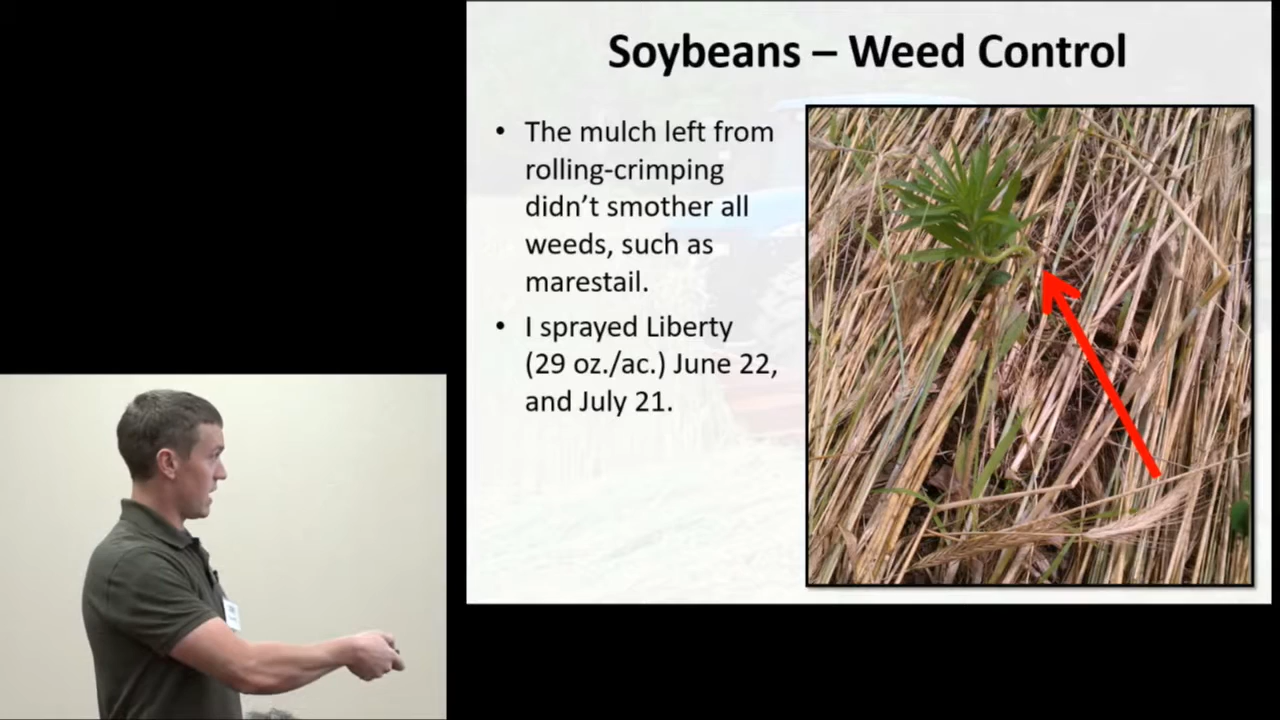 Soybeans – Weed Control
• The mulch left from
rolling-crimping
didn’t smother all
weeds, such as
marestail.
• I sprayed Liberty
(29 oz./ac.) June 22,
and July 21.